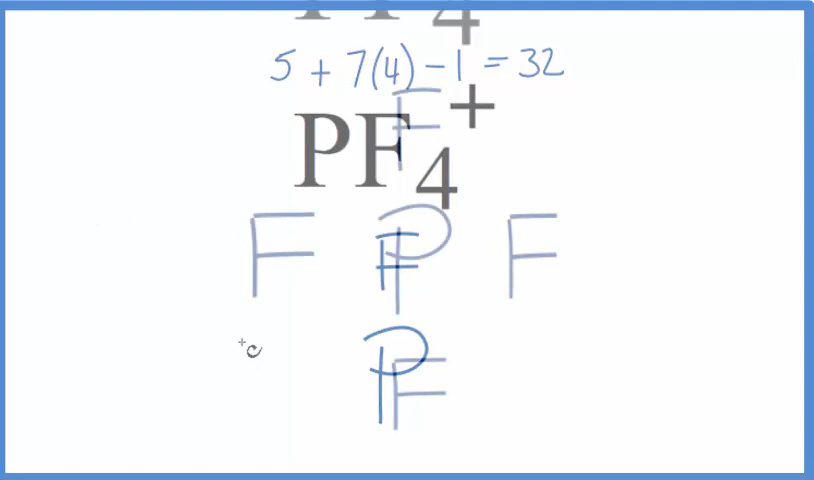 5 + 7(4) - 1 = 32
F
PF₄⁺
F P F
F
P
F